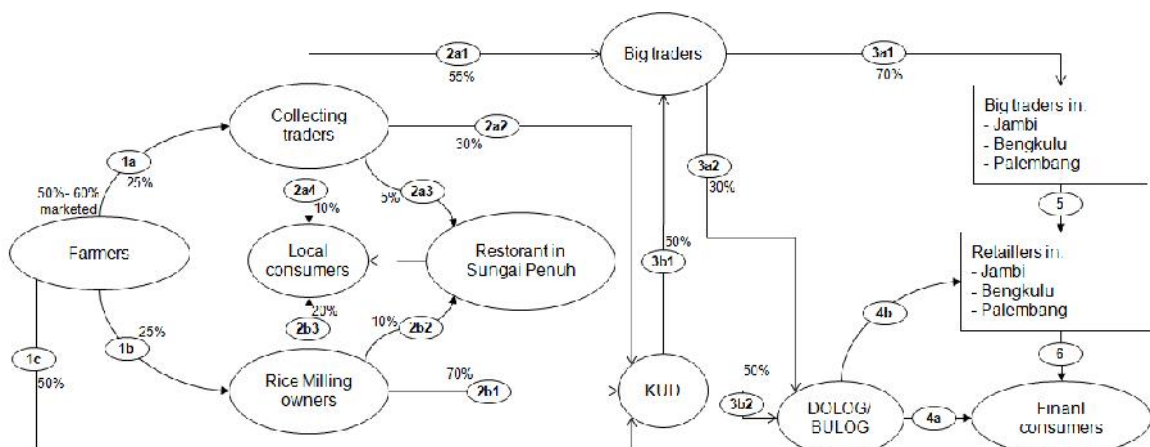 2a1
55%
Big traders
3a1
70%
Collecting
traders
2a2
30%
Big traders in:
- Jambi
- Bengkulu
- Palembang
1a
25%
50%- 60%
marketed
2a4
10%
5%
2a3
3a2
30%
5
Farmers
Local
consumers
Restorant in
Sungai Penuh
50%
3b1
Retaillers in:
- Jambi
- Bengkulu
- Palembang
20%
2b3
10%
2b2
4b
25%
1b
1c
50%
Rice Milling
owners
70%
2b1
KUD
50%
3b2
6
DOLOG/
BULOG
4a
Finanl
consumers